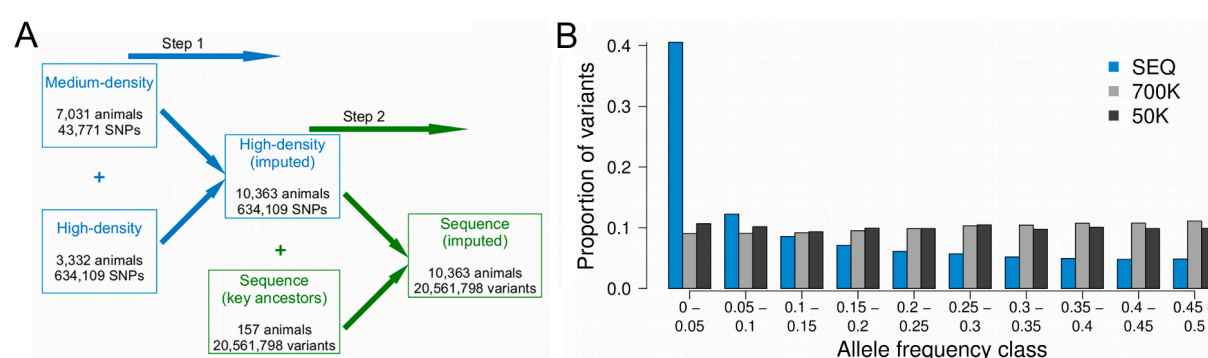 A
Step 1
Medium-density
7,031 animals
43,771 SNPs
+
High-density
3,332 animals
634,109 SNPs
Step 2
High-density
(imputed)
10,363 animals
634,109 SNPs
+
Sequence
(key ancestors)
157 animals
20,561,798 variants
Sequence
(imputed)
10,363 animals
20,561,798 variants
B
Proportion of variants
0.4
0.3
0.2
0.1
0.0
SEQ
700K
50K
0 –
0.05
0.05 –
0.1
0.1 –
0.15
0.15 –
0.2
0.2 –
0.25
0.25 –
0.3
0.3 –
0.35
0.35 –
0.4
0.4 –
0.45
0.45 –
0.5
Allele frequency class